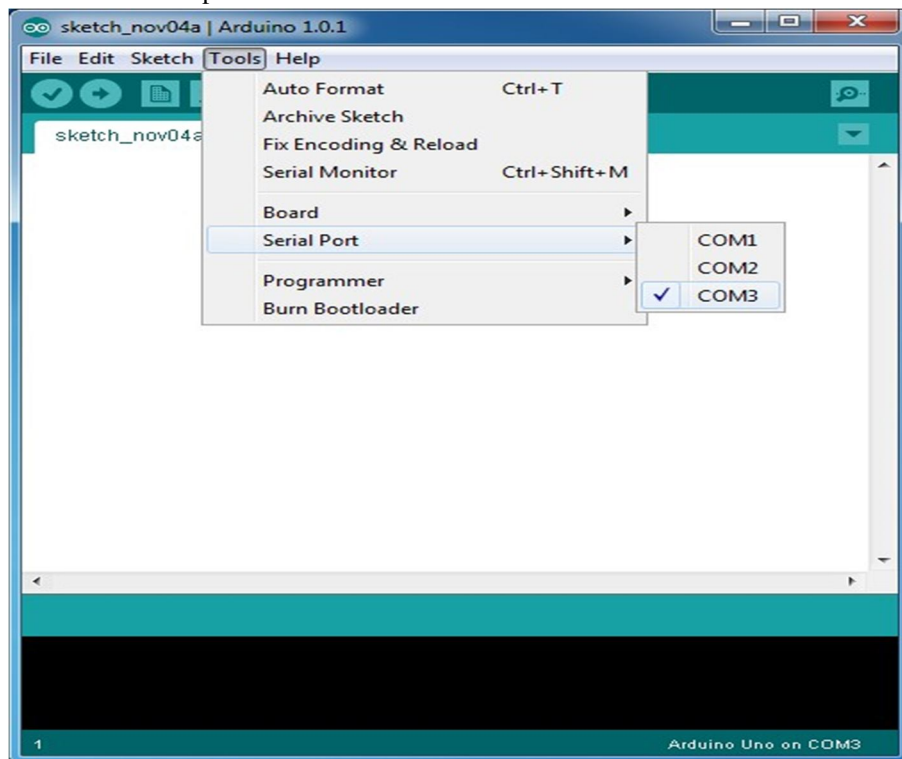 sketch_nov04a | Arduino 1.0.1
File Edit Sketch Tools Help
sketch_nov04a
Auto Format Ctrl+T
Archive Sketch
Fix Encoding & Reload
Serial Monitor Ctrl+Shift+M
Board
Serial Port
Programmer
Burn Bootloader
COM1
COM2
COM3
1 Arduino Uno on COM3